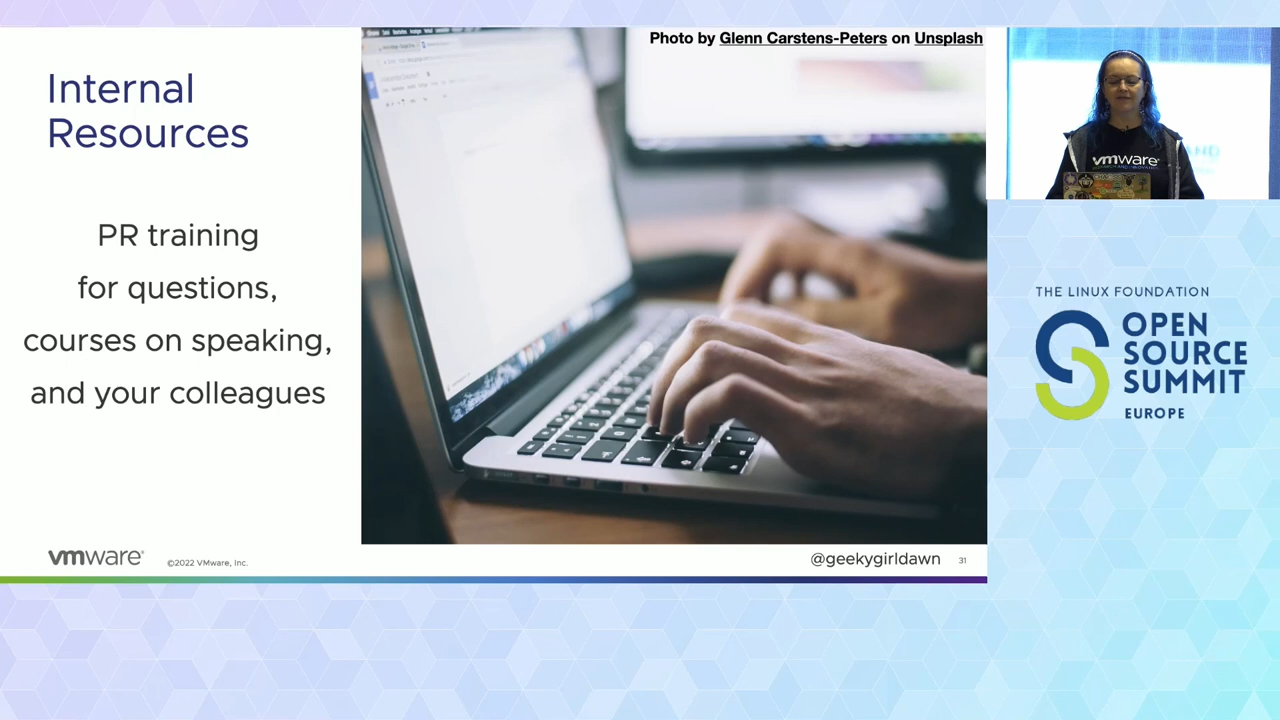 Internal
Resources
PR training
for questions,
courses on speaking,
and your colleagues
vmware®
©2022 VMware, Inc.
Photo by Glenn Carstens-Peters on Unsplash
@geekygirldawn
31
vmware®
THE LINUX FOUNDATION
OPEN
SOURCE
SUMMIT
EUROPE